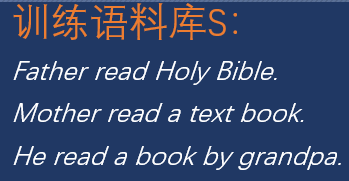 训练语料库S:
Father read Holy Bible.
Mother read a text book.
He read a book by grandpa.